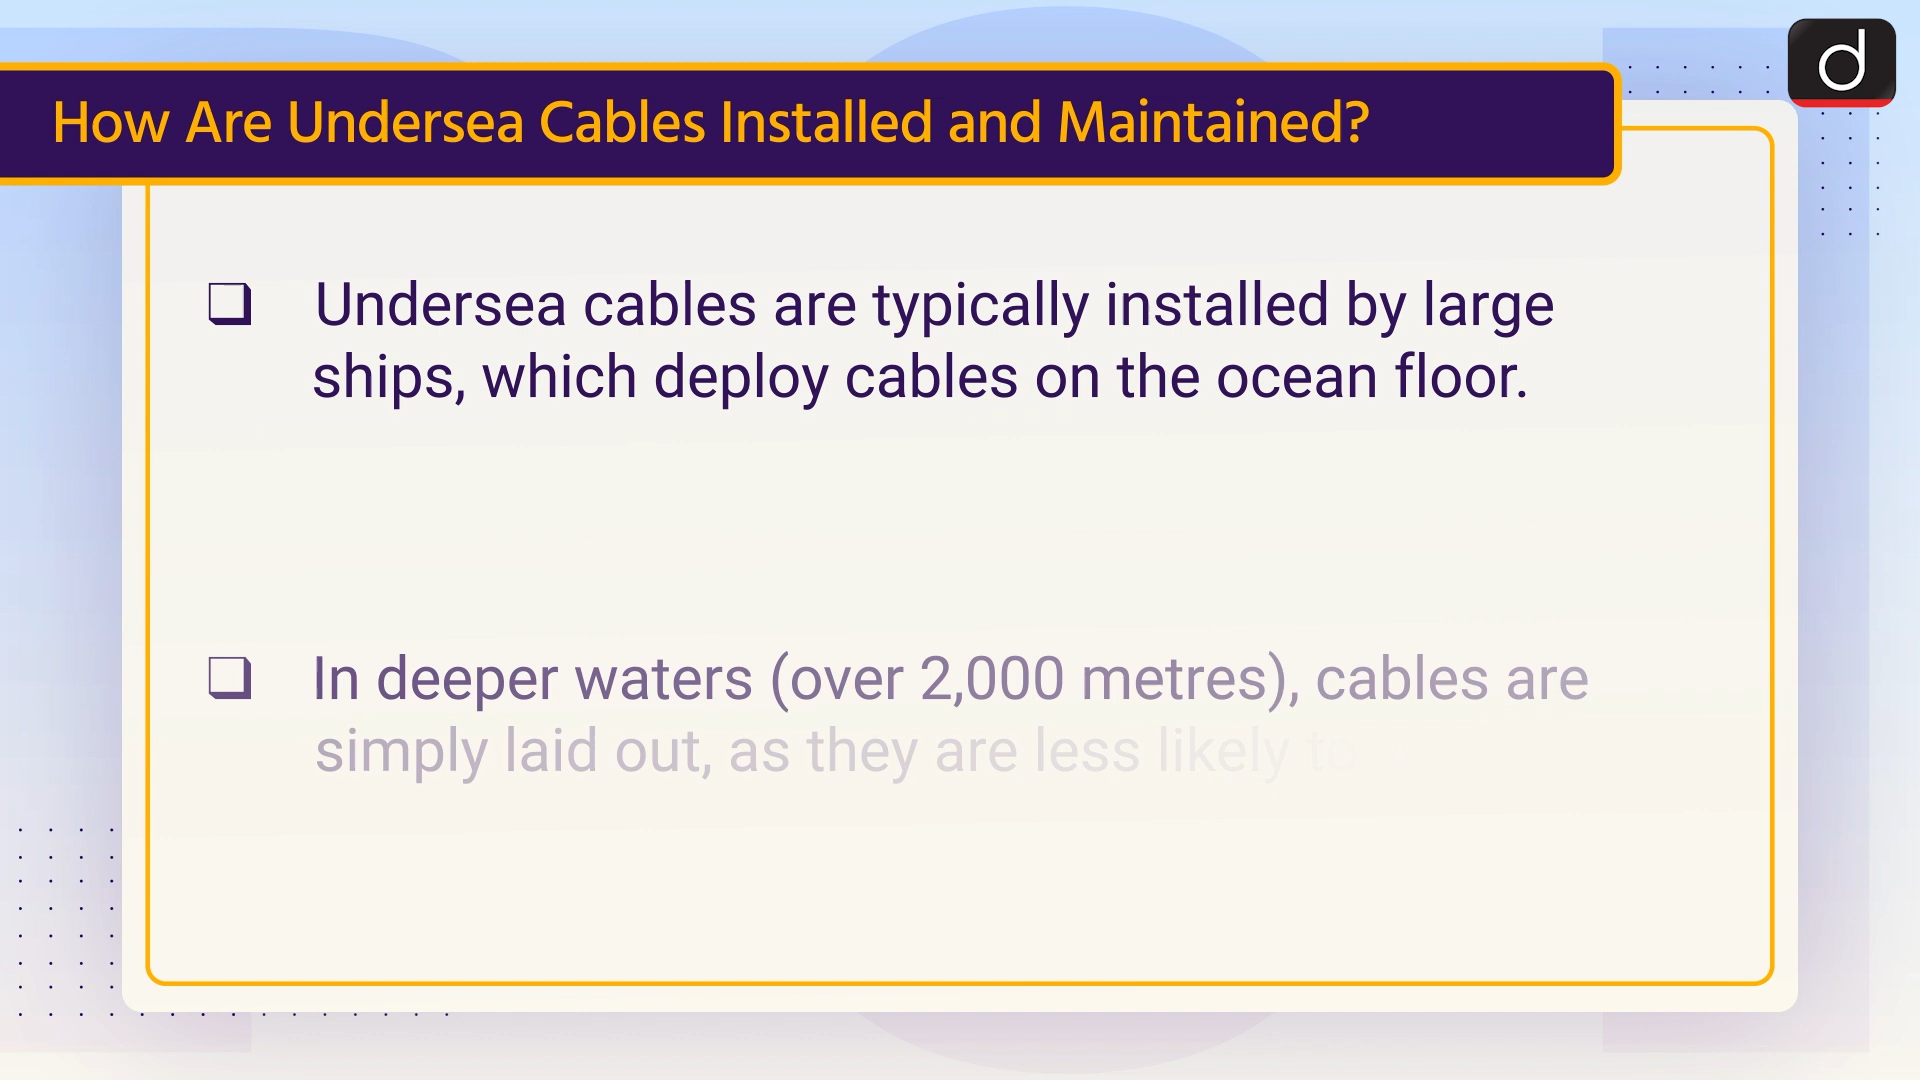 How Are Undersea Cables Installed and Maintained?
d
❑ Undersea cables are typically installed by large
ships, which deploy cables on the ocean floor.
❑ In deeper waters (over 2,000 metres), cables are
simply laid out, as they are less likely to